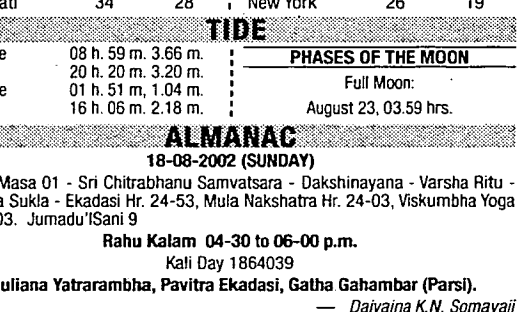 34 28 New York 26 19
TIDE
08 h. 59 m. 3.66 m.
20 h. 20 m. 3.20 m.
01 h. 51 m, 1.04 m.
16 h. 06 m. 2.18 m.
PHASES OF THE MOON
Full Moon:
August 23, 03.59 hrs.
ALMANAC
18-08-2002 (SUNDAY)
Masa 01 - Sri Chitrabhanu Samvatsara - Dakshinayana - Varsha Ritu -
a Sukla - Ekadasi Hr. 24-53, Mula Nakshatra Hr. 24-03, Viskumbha Yoga
03. Jumadu'lSani 9
Rahu Kalam 04-30 to 06-00 p.m.
Kali Day 1864039
uliana Yatrarambha, Pavitra Ekadasi, Gatha Gahambar (Parsi).
— Daivajna K.N. Somayaji